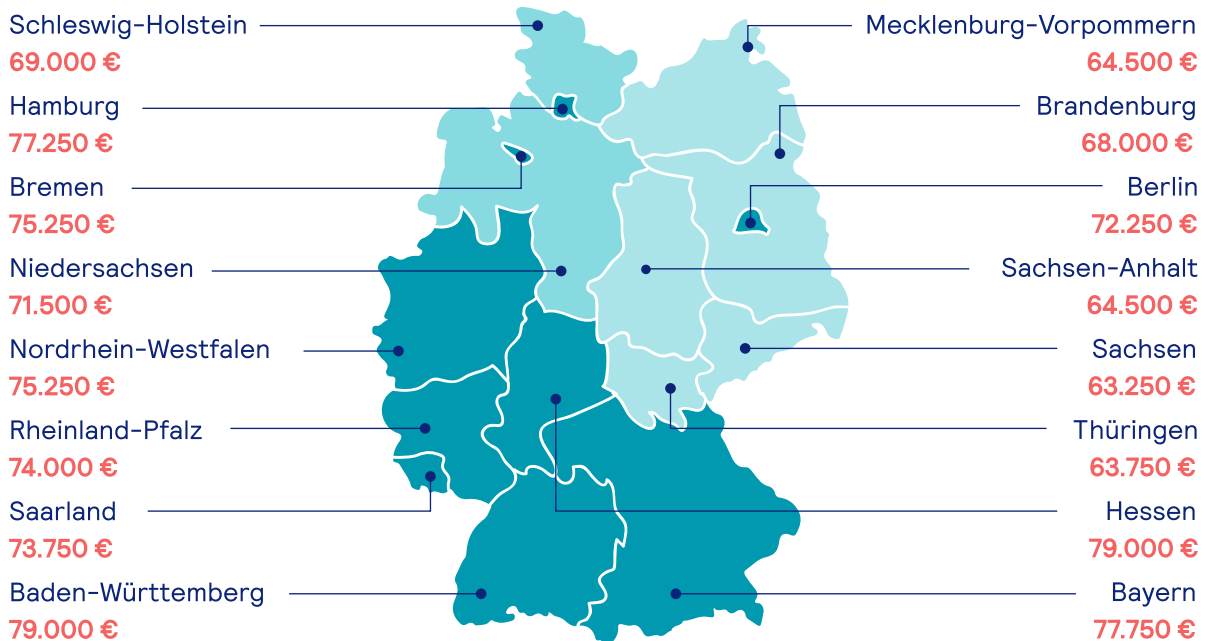 Schleswig-Holstein
69.000 €
Hamburg
77.250 €
Bremen
75.250 €
Niedersachsen
71.500 €
Nordrhein-Westfalen
75.250 €
Rheinland-Pfalz
74.000 €
Saarland
73.750 €
Baden-Württemberg
79.000 €
Mecklenburg-Vorpommern
64.500 €
Brandenburg
68.000 €
Berlin
72.250 €
Sachsen-Anhalt
64.500 €
Sachsen
63.250 €
Thüringen
63.750 €
Hessen
79.000 €
Bayern
77.750 €